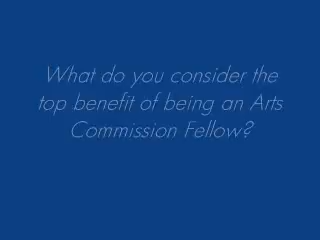 What do you consider the
top benefit of being an Arts
Commission Fellow?